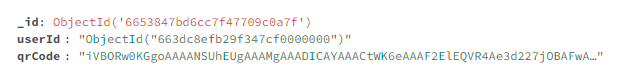 _id: ObjectId('6653847bd6cc7f47709c0a7f')
userId : "ObjectId("663dc8efb29f347cf0000000")"
qrCode : "iVBORw0KGgoAAAANSUhEUgAAAMgAAADICAYAAACtWK6eAAAF2ElEQVR4Ae3d227jOBAFwA…"